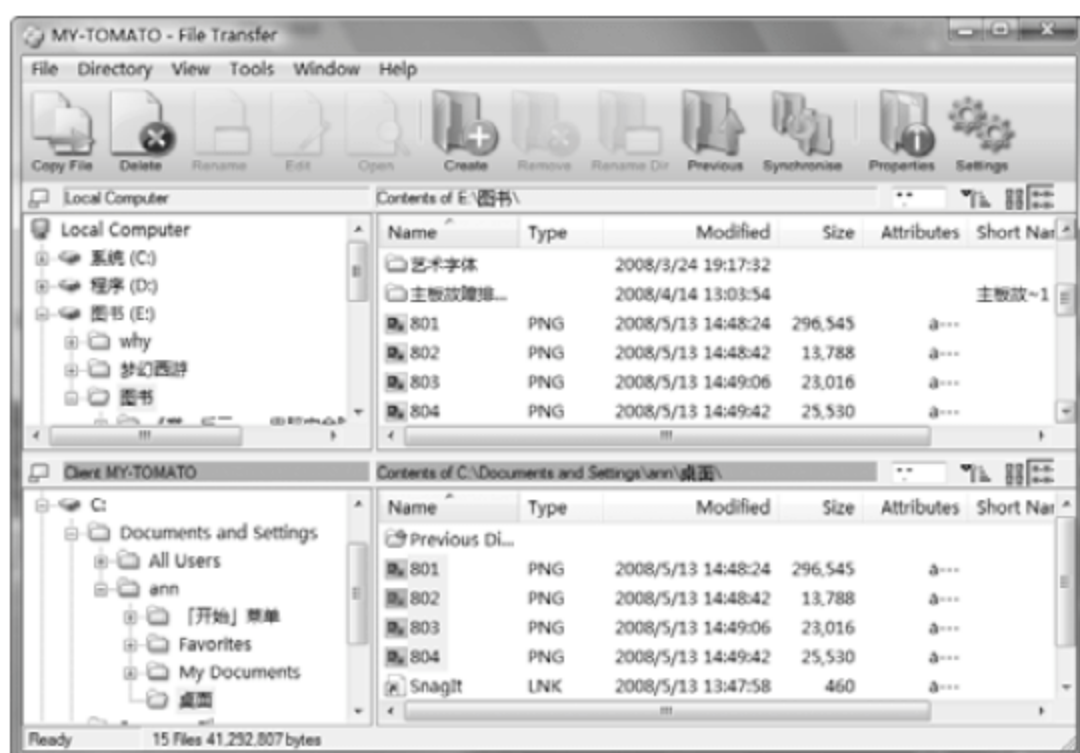 MY-TOMATO - File Transfer
File Directory View Tools Window Help
Copy File Delete Rename Edit Open Create Remove Rename Dir Previous Synchronise Properties Settings
Local Computer
Contents of E:\图书\
*.*
Local Computer
系统 (C:)
程序 (D:)
图书 (E:)
why
梦幻西游
图书
Name Type Modified Size Attributes Short Nar
艺术字体 2008/3/24 19:17:32
主板故障排... 2008/4/14 13:03:54 主板故~1
801 PNG 2008/5/13 14:48:24 296,545 a---
802 PNG 2008/5/13 14:48:42 13,788 a---
803 PNG 2008/5/13 14:49:06 23,016 a---
804 PNG 2008/5/13 14:49:42 25,530 a---
Client MY-TOMATO
Contents of C:\Documents and Settings\ann\桌面\
*.*
C:
Documents and Settings
All Users
ann
「开始」菜单
Favorites
My Documents
桌面
Name Type Modified Size Attributes Short Nar
Previous Di...
801 PNG 2008/5/13 14:48:24 296,545 a---
802 PNG 2008/5/13 14:48:42 13,788 a---
803 PNG 2008/5/13 14:49:06 23,016 a---
804 PNG 2008/5/13 14:49:42 25,530 a---
SnagIt LNK 2008/5/13 13:47:58 460 a---
Ready 15 Files 41,292,807 bytes